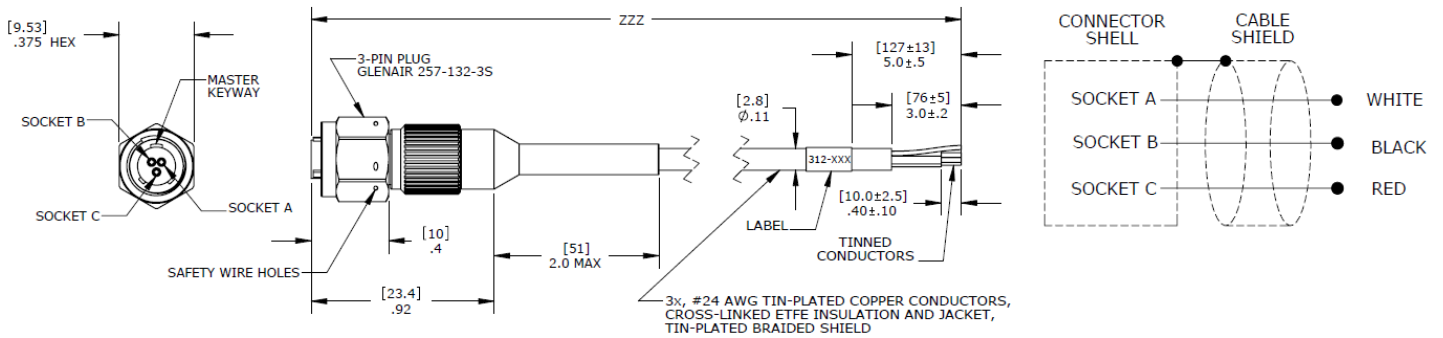 [9.53]
.375 HEX
MASTER
KEYWAY
SOCKET B
SOCKET C
SOCKET A
ZZZ
3-PIN PLUG
GLENAIR 257-132-3S
SAFETY WIRE HOLES
[10]
.4
[23.4]
.92
[51]
2.0 MAX
[2.8]
Ø.11
[127±13]
5.0±.5
[76±5]
3.0±.2
312-XXX
[10.0±2.5]
.40±.10
LABEL
TINNED
CONDUCTORS
3x, #24 AWG TIN-PLATED COPPER CONDUCTORS,
CROSS-LINKED ETFE INSULATION AND JACKET,
TIN-PLATED BRAIDED SHIELD
CONNECTOR
SHELL
CABLE
SHIELD
SOCKET A
WHITE
SOCKET B
BLACK
SOCKET C
RED